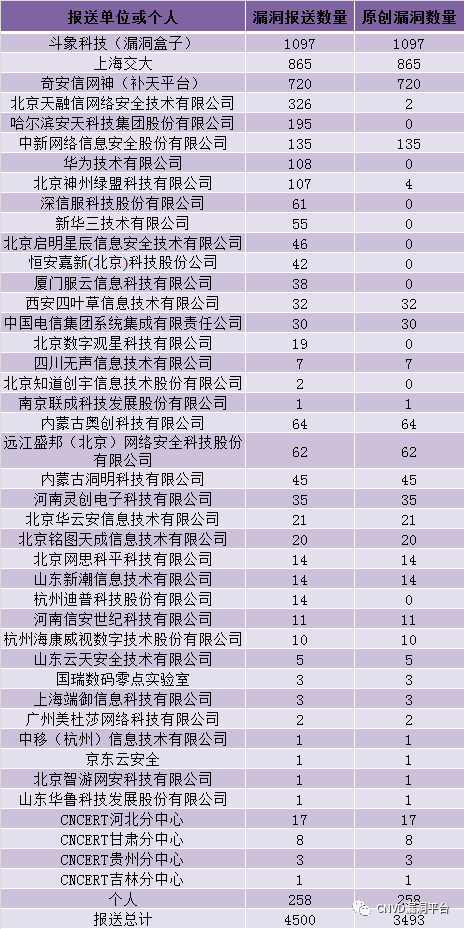 报送单位或个人 漏洞报送数量 原创漏洞数量
斗象科技（漏洞盒子） 1097 1097
上海交大 865 865
奇安信网神（补天平台） 720 720
北京天融信网络安全技术有限公司 326 2
哈尔滨安天科技集团股份有限公司 195 0
中新网络信息安全股份有限公司 135 135
华为技术有限公司 108 0
北京神州绿盟科技有限公司 107 4
深信服科技股份有限公司 61 0
新华三技术有限公司 55 0
北京启明星辰信息安全技术有限公司 46 0
恒安嘉新(北京)科技股份公司 42 0
厦门服云信息科技有限公司 38 0
西安四叶草信息技术有限公司 32 32
中国电信集团系统集成有限责任公司 30 30
北京数字观星科技有限公司 19 0
四川无声信息技术有限公司 7 7
北京知道创宇信息技术股份有限公司 2 0
南京联成科技发展股份有限公司 1 1
内蒙古奥创科技有限公司 64 64
远江盛邦（北京）网络安全科技股份
有限公司 62 62
内蒙古洞明科技有限公司 45 45
河南灵创电子科技有限公司 35 35
北京华云安信息技术有限公司 21 21
北京铭图天成信息技术有限公司 20 20
北京网思科平科技有限公司 14 14
山东新潮信息技术有限公司 14 14
杭州迪普科技股份有限公司 14 0
河南信安世纪科技有限公司 11 11
杭州海康威视数字技术股份有限公司 10 10
山东云天安全技术有限公司 5 5
国瑞数码零点实验室 3 3
上海端御信息科技有限公司 3 3
广州美杜莎网络科技有限公司 2 2
中移（杭州）信息技术有限公司 1 1
京东云安全 1 1
北京智游网安科技有限公司 1 1
山东华鲁科技发展股份有限公司 1 1
CNCERT河北分中心 17 17
CNCERT甘肃分中心 8 8
CNCERT贵州分中心 3 3
CNCERT吉林分中心 1 1
个人 258 258
CNVD漏洞平台
报送总计 4500 3493